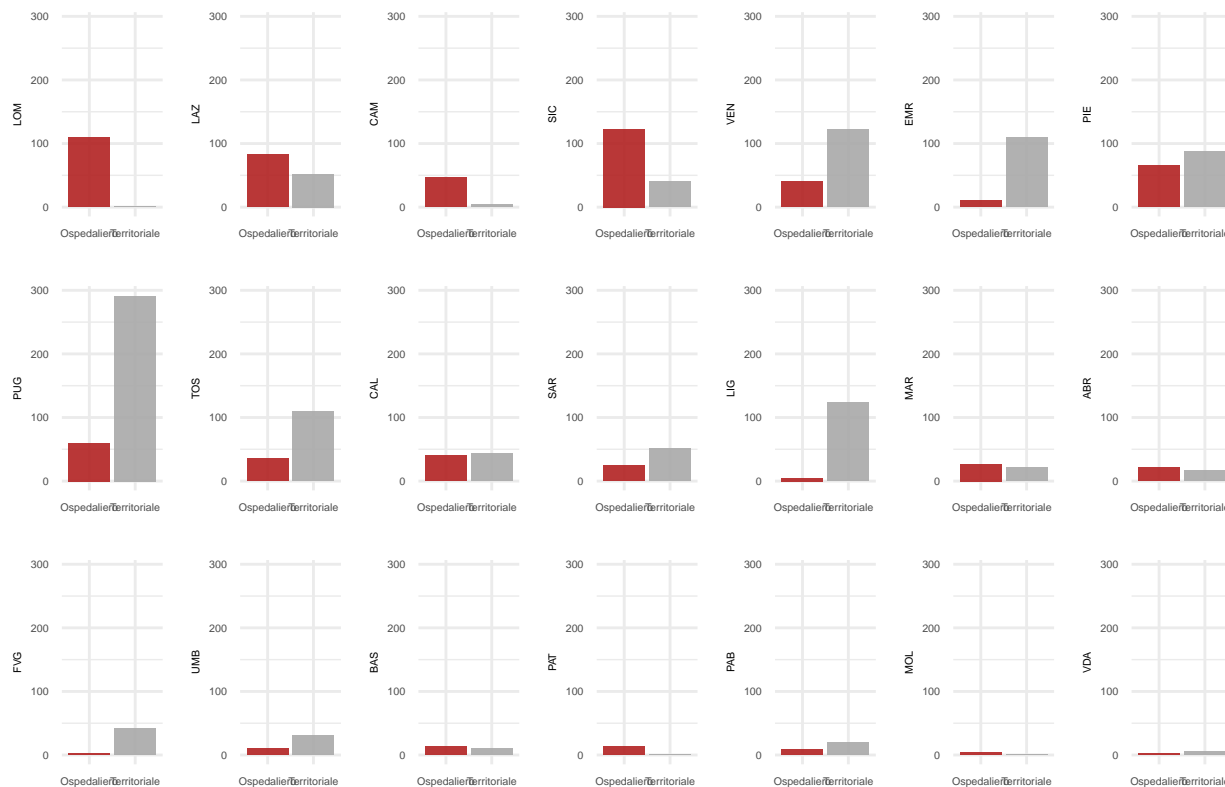 300 300 300 300 300 300 300
200 200 200 200 200 200 200
LOM LAZ CAM SIC VEN EMR PIE
100 100 100 100 100 100 100
0 0 0 0 0 0 0
Ospedaliero Territoriale Ospedaliero Territoriale Ospedaliero Territoriale Ospedaliero Territoriale Ospedaliero Territoriale Ospedaliero Territoriale Ospedaliero Territoriale
300 300 300 300 300 300 300
200 200 200 200 200 200 200
PUG TOS CAL SAR LIG MAR ABR
100 100 100 100 100 100 100
0 0 0 0 0 0 0
Ospedaliero Territoriale Ospedaliero Territoriale Ospedaliero Territoriale Ospedaliero Territoriale Ospedaliero Territoriale Ospedaliero Territoriale Ospedaliero Territoriale
300 300 300 300 300 300 300
200 200 200 200 200 200 200
FVG UMB BAS PAT PAB MOL VDA
100 100 100 100 100 100 100
0 0 0 0 0 0 0
Ospedaliero Territoriale Ospedaliero Territoriale Ospedaliero Territoriale Ospedaliero Territoriale Ospedaliero Territoriale Ospedaliero Territoriale Ospedaliero Territoriale